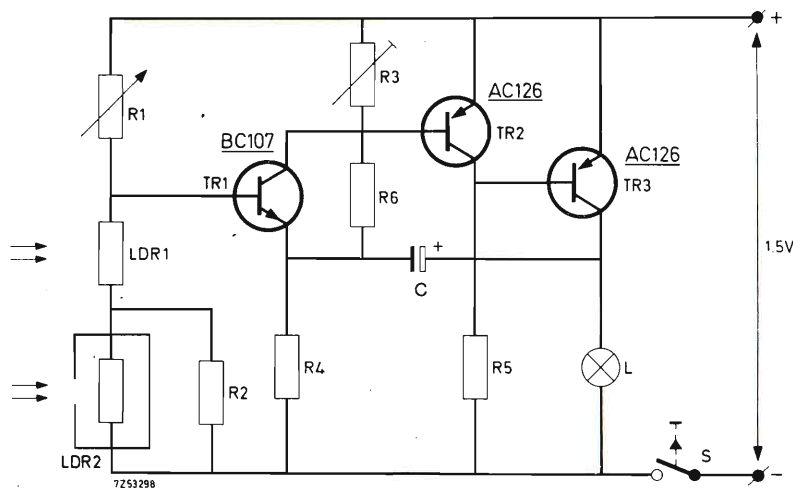 +
R3
R1
AC126
TR2
BC107
AC126
TR1
TR3
R6
LDR1
+
1.5V
C
R4
R5
L
R2
S
LDR2
-
7Z53298